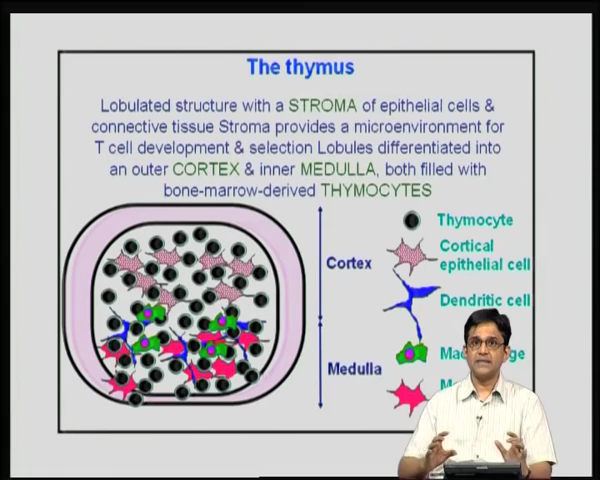 The thymus
Lobulated structure with a STROMA of epithelial cells &
connective tissue Stroma provides a microenvironment for
T cell development & selection Lobules differentiated into
an outer CORTEX & inner MEDULLA, both filled with
bone-marrow-derived THYMOCYTES
Thymocyte
Cortical
epithelial cell
Cortex
Dendritic cell
Medulla